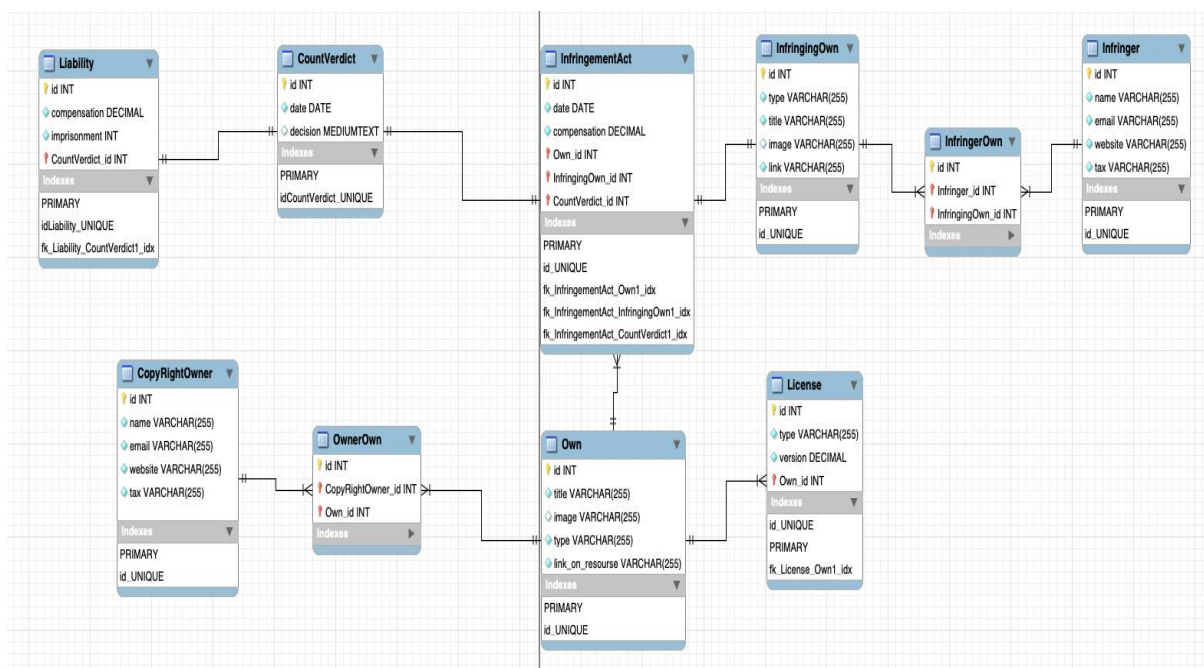 Liability
id INT
compensation DECIMAL
imprisonment INT
CountVerdict_id INT
Indexes
PRIMARY
idLiability_UNIQUE
fk_Liability_CountVerdict1_idx
CountVerdict
id INT
date DATE
decision MEDIUMTEXT
Indexes
PRIMARY
idCountVerdict_UNIQUE
InfringementAct
id INT
date DATE
compensation DECIMAL
Own_id INT
InfringingOwn_id INT
CountVerdict_id INT
Indexes
PRIMARY
id_UNIQUE
fk_InfringementAct_Own1_idx
fk_InfringementAct_InfringingOwn1_idx
fk_InfringementAct_CountVerdict1_idx
InfringingOwn
id INT
type VARCHAR(255)
title VARCHAR(255)
image VARCHAR(255)
link VARCHAR(255)
Indexes
PRIMARY
id_UNIQUE
InfringerOwn
id INT
Infringer_id INT
InfringingOwn_id INT
Indexes
Infringer
id INT
name VARCHAR(255)
email VARCHAR(255)
website VARCHAR(255)
tax VARCHAR(255)
Indexes
PRIMARY
id_UNIQUE
CopyRightOwner
id INT
name VARCHAR(255)
email VARCHAR(255)
website VARCHAR(255)
tax VARCHAR(255)
Indexes
PRIMARY
id_UNIQUE
OwnerOwn
id INT
CopyRightOwner_id INT
Own_id INT
Indexes
Own
id INT
title VARCHAR(255)
image VARCHAR(255)
type VARCHAR(255)
link_on_resourse VARCHAR(255)
Indexes
PRIMARY
id_UNIQUE
License
id INT
type VARCHAR(255)
version DECIMAL
Own_id INT
Indexes
id_UNIQUE
PRIMARY
fk_License_Own1_idx